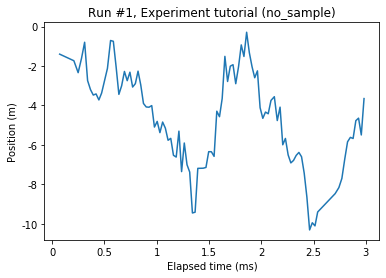 Run #1, Experiment tutorial (no_sample)
0
-2
-4
-6
-8
-10
Position (m)
0 0.5 1 1.5 2 2.5 3
Elapsed time (ms)